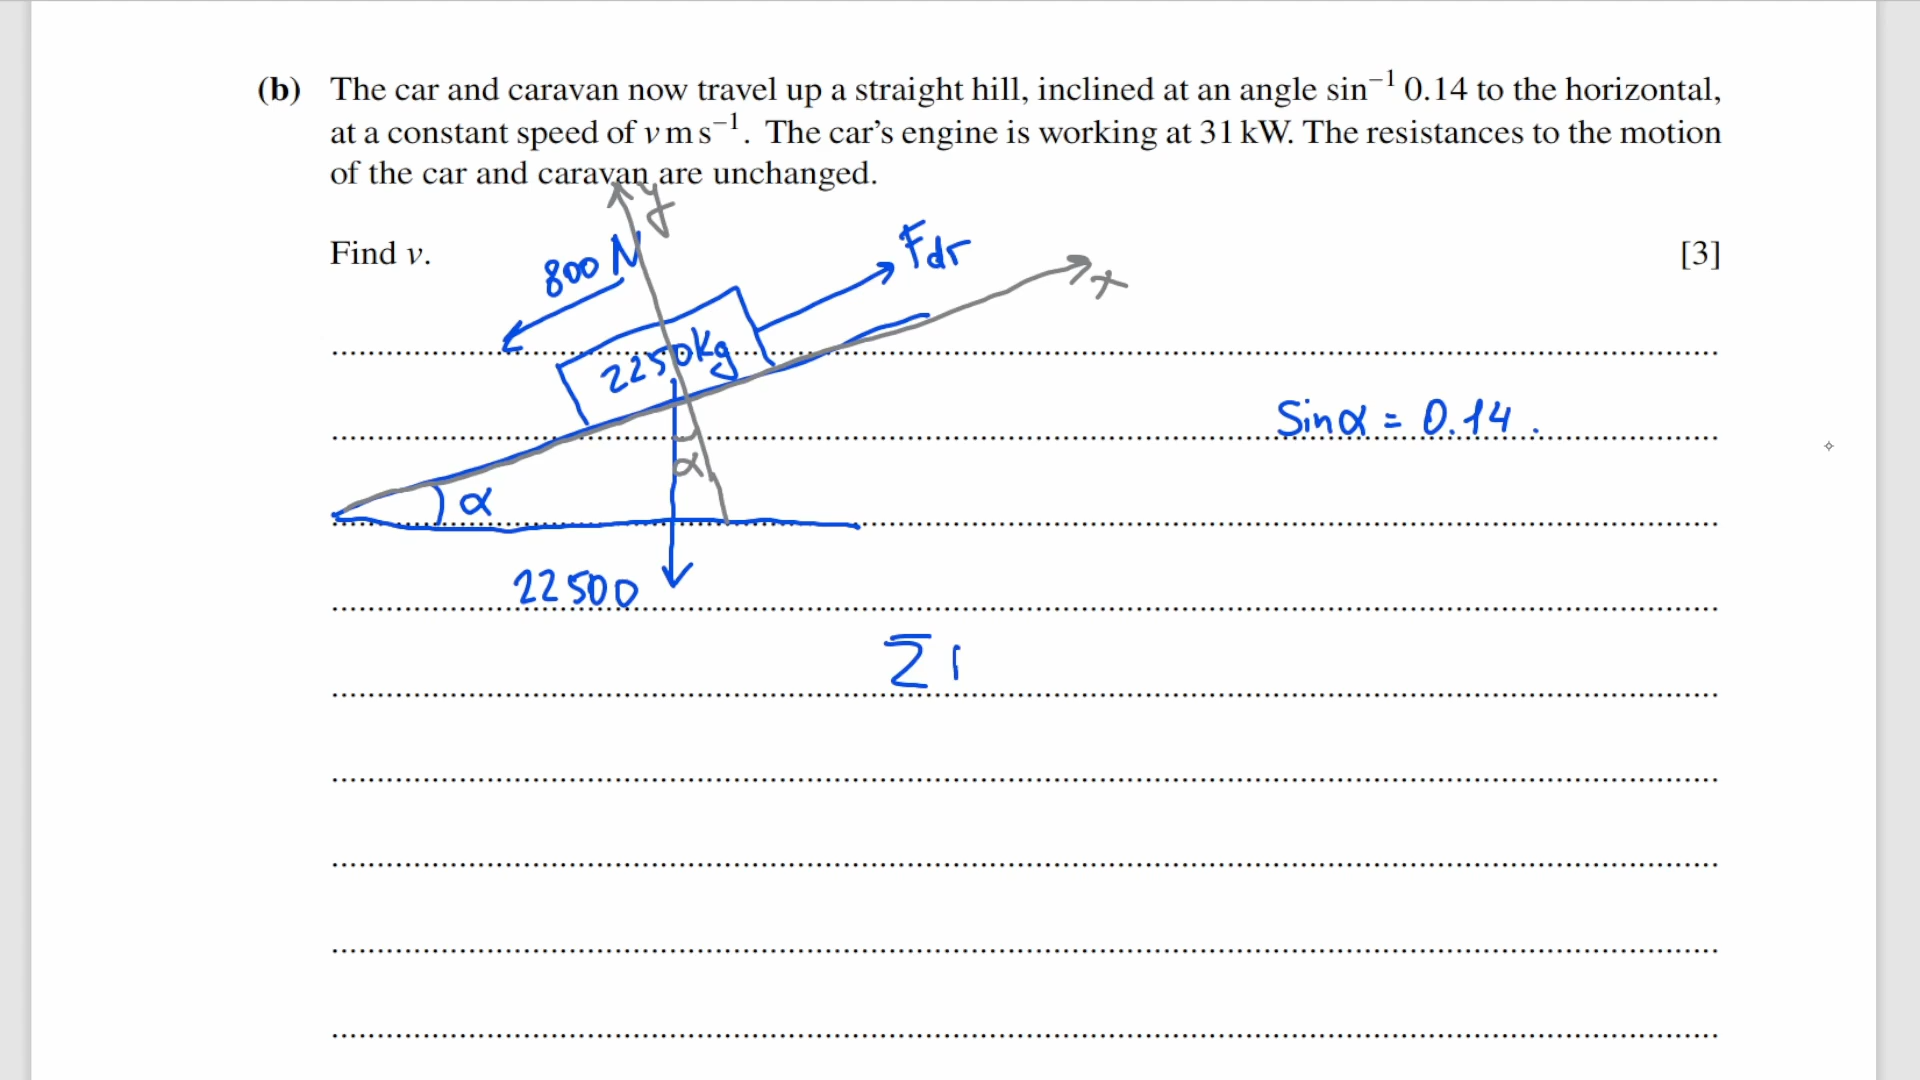 (b) The car and caravan now travel up a straight hill, inclined at an angle sin⁻¹ 0.14 to the horizontal,
at a constant speed of v m s⁻¹. The car's engine is working at 31 kW. The resistances to the motion
of the car and caravan are unchanged.
y
Find v. [3]
800 N
Fdr
x
2250kg
Sinα = 0.14.
α
α
22500
Σ I